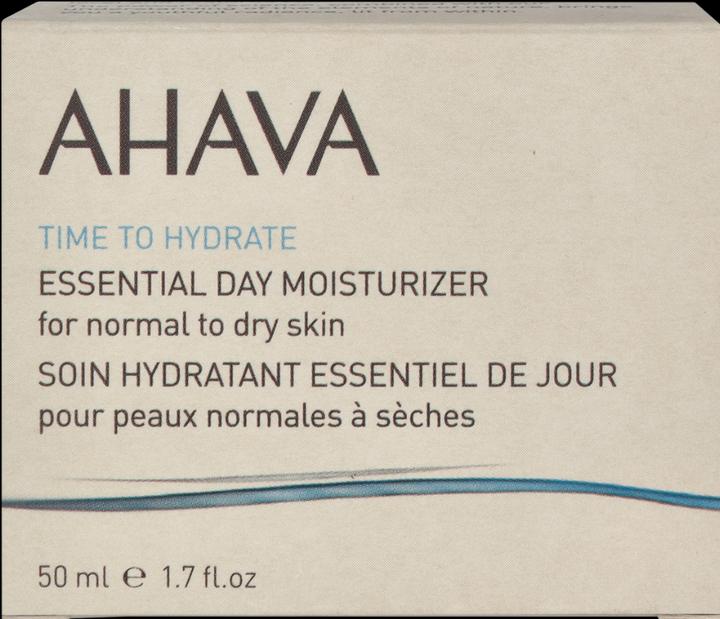 AHAVA
TIME TO HYDRATE
ESSENTIAL DAY MOISTURIZER
for normal to dry skin
SOIN HYDRATANT ESSENTIEL DE JOUR
pour peaux normales à sèches
50 ml ℮ 1.7 fl.oz